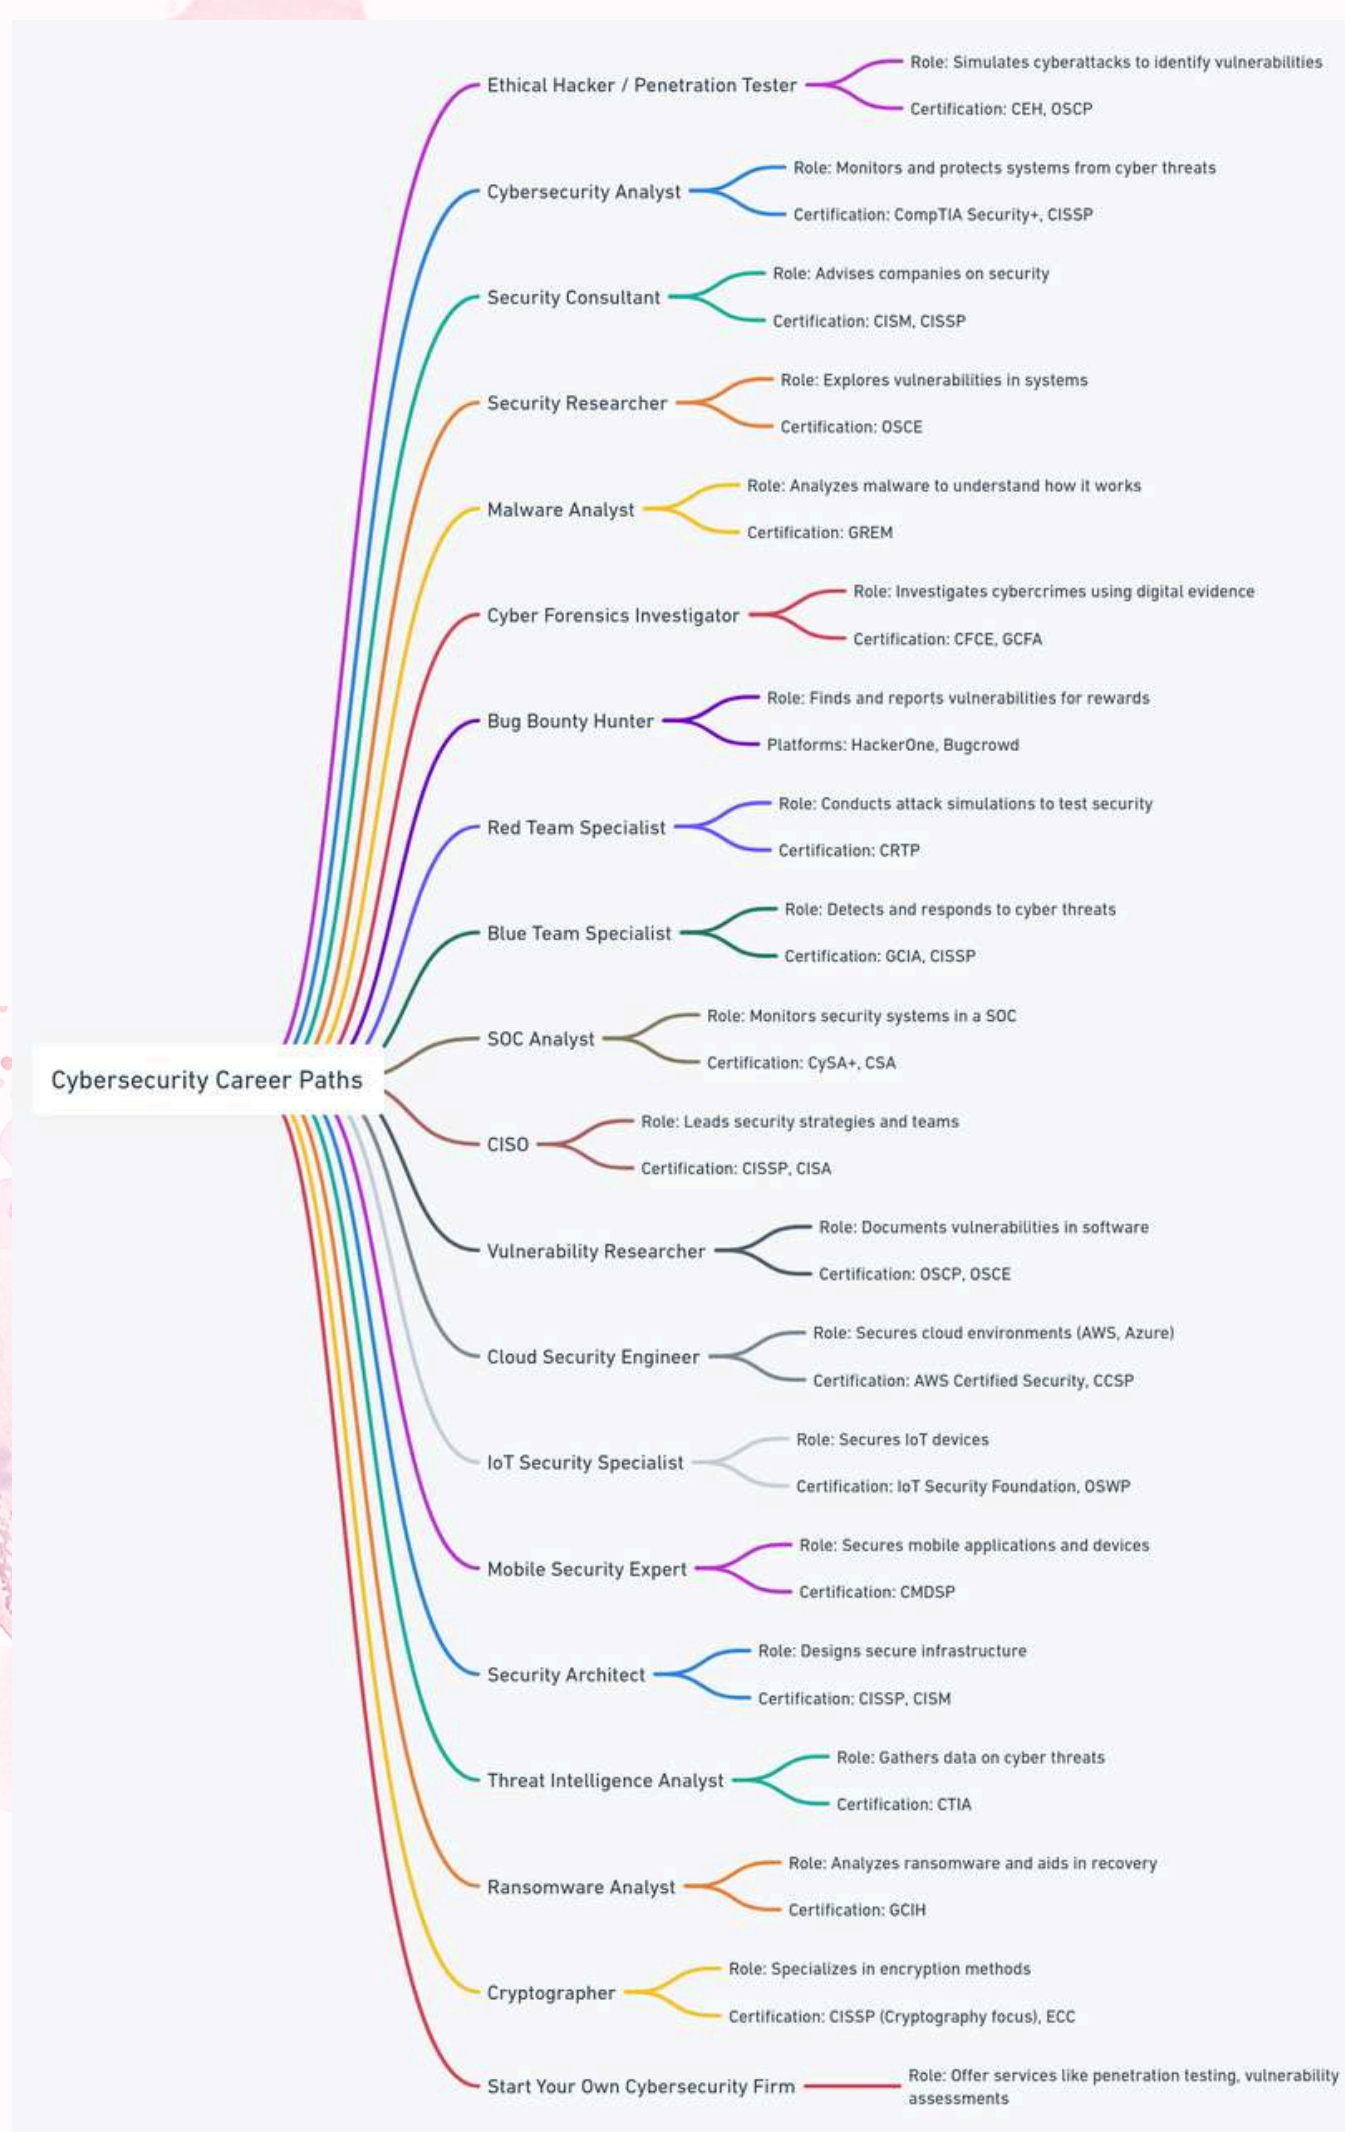 Cybersecurity Career Paths
Ethical Hacker / Penetration Tester
Role: Simulates cyberattacks to identify vulnerabilities
Certification: CEH, OSCP
Cybersecurity Analyst
Role: Monitors and protects systems from cyber threats
Certification: CompTIA Security+, CISSP
Security Consultant
Role: Advises companies on security
Certification: CISM, CISSP
Security Researcher
Role: Explores vulnerabilities in systems
Certification: OSCE
Malware Analyst
Role: Analyzes malware to understand how it works
Certification: GREM
Cyber Forensics Investigator
Role: Investigates cybercrimes using digital evidence
Certification: CFCE, GCFA
Bug Bounty Hunter
Role: Finds and reports vulnerabilities for rewards
Platforms: HackerOne, Bugcrowd
Red Team Specialist
Role: Conducts attack simulations to test security
Certification: CRTP
Blue Team Specialist
Role: Detects and responds to cyber threats
Certification: GCIA, CISSP
SOC Analyst
Role: Monitors security systems in a SOC
Certification: CySA+, CSA
CISO
Role: Leads security strategies and teams
Certification: CISSP, CISA
Vulnerability Researcher
Role: Documents vulnerabilities in software
Certification: OSCP, OSCE
Cloud Security Engineer
Role: Secures cloud environments (AWS, Azure)
Certification: AWS Certified Security, CCSP
IoT Security Specialist
Role: Secures IoT devices
Certification: IoT Security Foundation, OSWP
Mobile Security Expert
Role: Secures mobile applications and devices
Certification: CMDSP
Security Architect
Role: Designs secure infrastructure
Certification: CISSP, CISM
Threat Intelligence Analyst
Role: Gathers data on cyber threats
Certification: CTIA
Ransomware Analyst
Role: Analyzes ransomware and aids in recovery
Certification: GCIH
Cryptographer
Role: Specializes in encryption methods
Certification: CISSP (Cryptography focus), ECC
Start Your Own Cybersecurity Firm
Role: Offer services like penetration testing, vulnerability
assessments